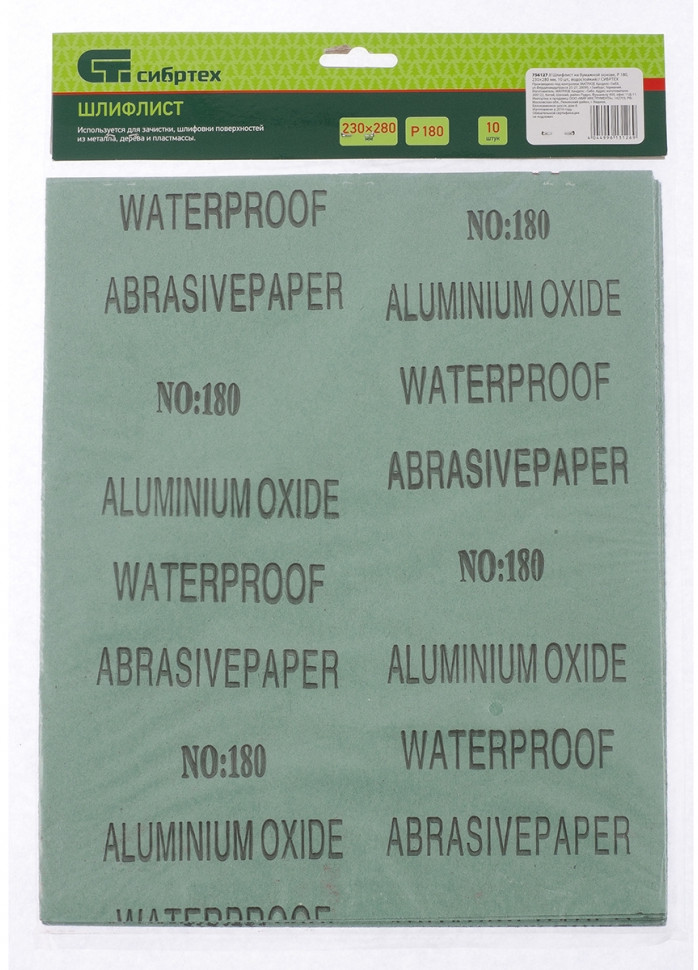 сибртех
ШЛИФЛИСТ
Используется для зачистки, шлифовки поверхностей
из металла, дерева и пластмассы.
230×280
мм
P 180
10
штук
WATERPROOF
NO:180
ABRASIVEPAPER
ALUMINIUM OXIDE
WATERPROOF
NO:180
ABRASIVEPAPER
ALUMINIUM OXIDE
NO:180
WATERPROOF
ALUMINIUM OXIDE
ABRASIVEPAPER
WATERPROOF
NO:180
ABRASIVEPAPER
ALUMINIUM OXIDE
WATERPROOF